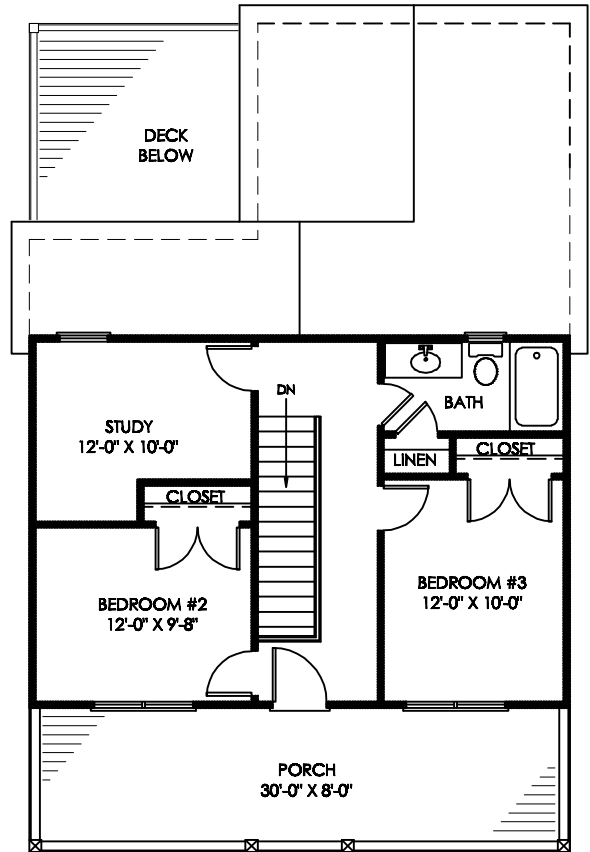 DECK
BELOW
DN
BATH
STUDY
12'-0" X 10'-0"
LINEN
CLOSET
CLOSET
BEDROOM #3
12'-0" X 10'-0"
BEDROOM #2
12'-0" X 9'-8"
PORCH
30'-0" X 8'-0"